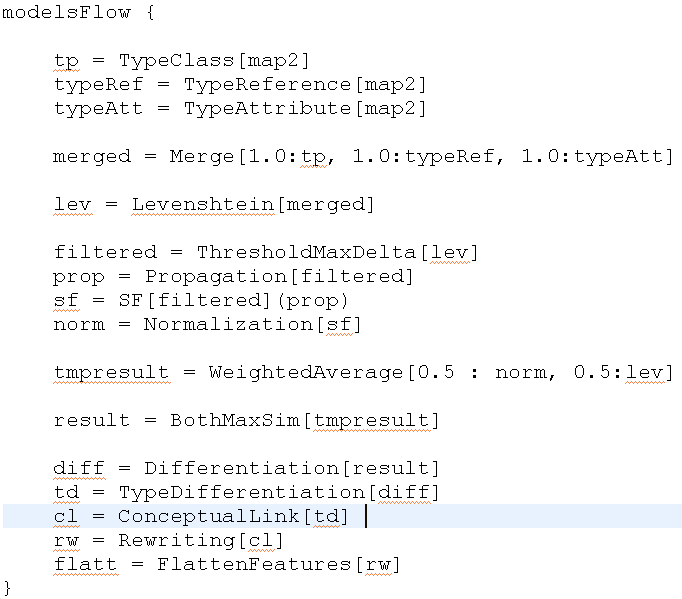 modelsFlow {
tp = TypeClass[map2]
typeRef = TypeReference[map2]
typeAtt = TypeAttribute[map2]
merged = Merge[1.0:tp, 1.0:typeRef, 1.0:typeAtt]
lev = Levenshtein[merged]
filtered = ThresholdMaxDelta[lev]
prop = Propagation[filtered]
sf = SF[filtered](prop)
norm = Normalization[sf]
tmpresult = WeightedAverage[0.5 : norm, 0.5:lev]
result = BothMaxSim[tmpresult]
diff = Differentiation[result]
td = TypeDifferentiation[diff]
cl = ConceptualLink[td]
rw = Rewriting[cl]
flatt = FlattenFeatures[rw]
}